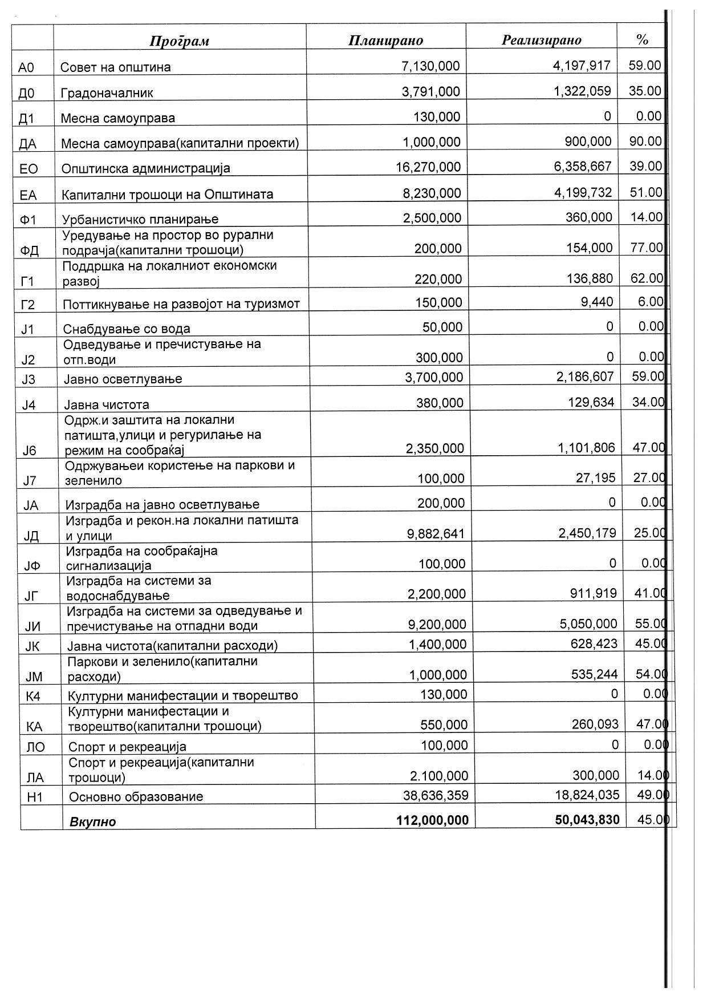 Програм Планирано Реализирано %
А0 Совет на општина 7,130,000 4,197,917 59.00
Д0 Градоначалник 3,791,000 1,322,059 35.00
Д1 Месна самоуправа 130,000 0 0.00
ДА Месна самоуправа(капитални проекти) 1,000,000 900,000 90.00
ЕО Општинска администрација 16,270,000 6,358,667 39.00
ЕА Капитални трошоци на Општината 8,230,000 4,199,732 51.00
Ф1 Урбанистичко планирање 2,500,000 360,000 14.00
Уредување на простор во рурални
ФД подрачја(капитални трошоци) 200,000 154,000 77.00
Поддршка на локалниот економски
Г1 развој 220,000 136,880 62.00
Г2 Поттикнување на развојот на туризмот 150,000 9,440 6.00
Ј1 Снабдување со вода 50,000 0 0.00
Одведување и пречистување на
Ј2 отп.води 300,000 0 0.00
Ј3 Јавно осветлување 3,700,000 2,186,607 59.00
Ј4 Јавна чистота 380,000 129,634 34.00
Одрж.и заштита на локални
патишта,улици и регурилање на
Ј6 режим на сообраќај 2,350,000 1,101,806 47.00
Одржувањеи користење на паркови и
Ј7 зеленило 100,000 27,195 27.00
ЈА Изградба на јавно осветлување 200,000 0 0.00
Изградба и рекон.на локални патишта
ЈД и улици 9,882,641 2,450,179 25.00
Изградба на сообраќајна
ЈФ сигнализација 100,000 0 0.00
Изградба на системи за
ЈГ водоснабдување 2,200,000 911,919 41.00
Изградба на системи за одведување и
ЈИ пречистување на отпадни води 9,200,000 5,050,000 55.00
ЈК Јавна чистота(капитални расходи) 1,400,000 628,423 45.00
Паркови и зеленило(капитални
ЈМ расходи) 1,000,000 535,244 54.00
К4 Културни манифестации и творештво 130,000 0 0.00
Културни манифестации и
КА творештво(капитални трошоци) 550,000 260,093 47.00
ЛО Спорт и рекреација 100,000 0 0.00
Спорт и рекреација(капитални
ЛА трошоци) 2.100,000 300,000 14.00
Н1 Основно образование 38,636,359 18,824,035 49.00
Вкупно 112,000,000 50,043,830 45.00